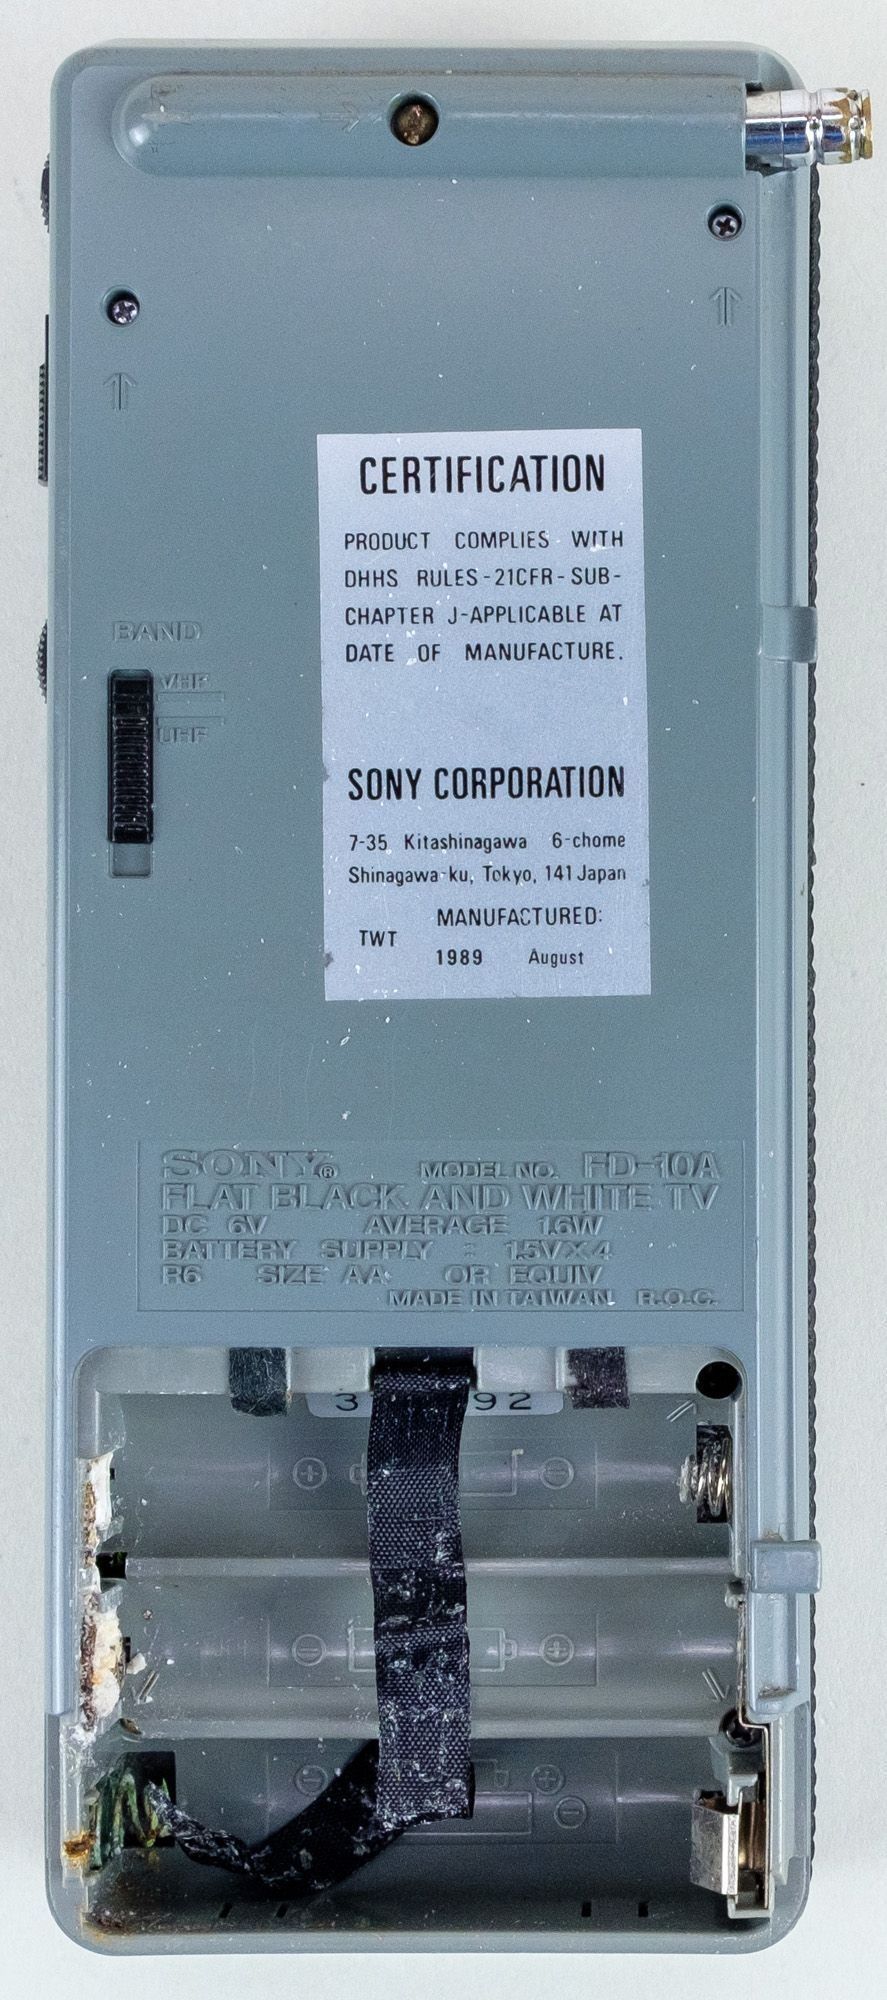 CERTIFICATION
PRODUCT COMPLIES WITH
DHHS RULES-21CFR-SUB-
CHAPTER J-APPLICABLE AT
DATE OF MANUFACTURE.
BAND
VHF
UHF
SONY CORPORATION
7-35 Kitashinagawa 6-chome
Shinagawa-ku, Tokyo, 141 Japan
MANUFACTURED:
TWT
1989 August
SONY® MODEL NO. FD-10A
FLAT BLACK AND WHITE TV
DC 6V AVERAGE 1.6W
BATTERY SUPPLY : 1.5V×4
R6 SIZE AA OR EQUIV
MADE IN TAIWAN R.O.C.